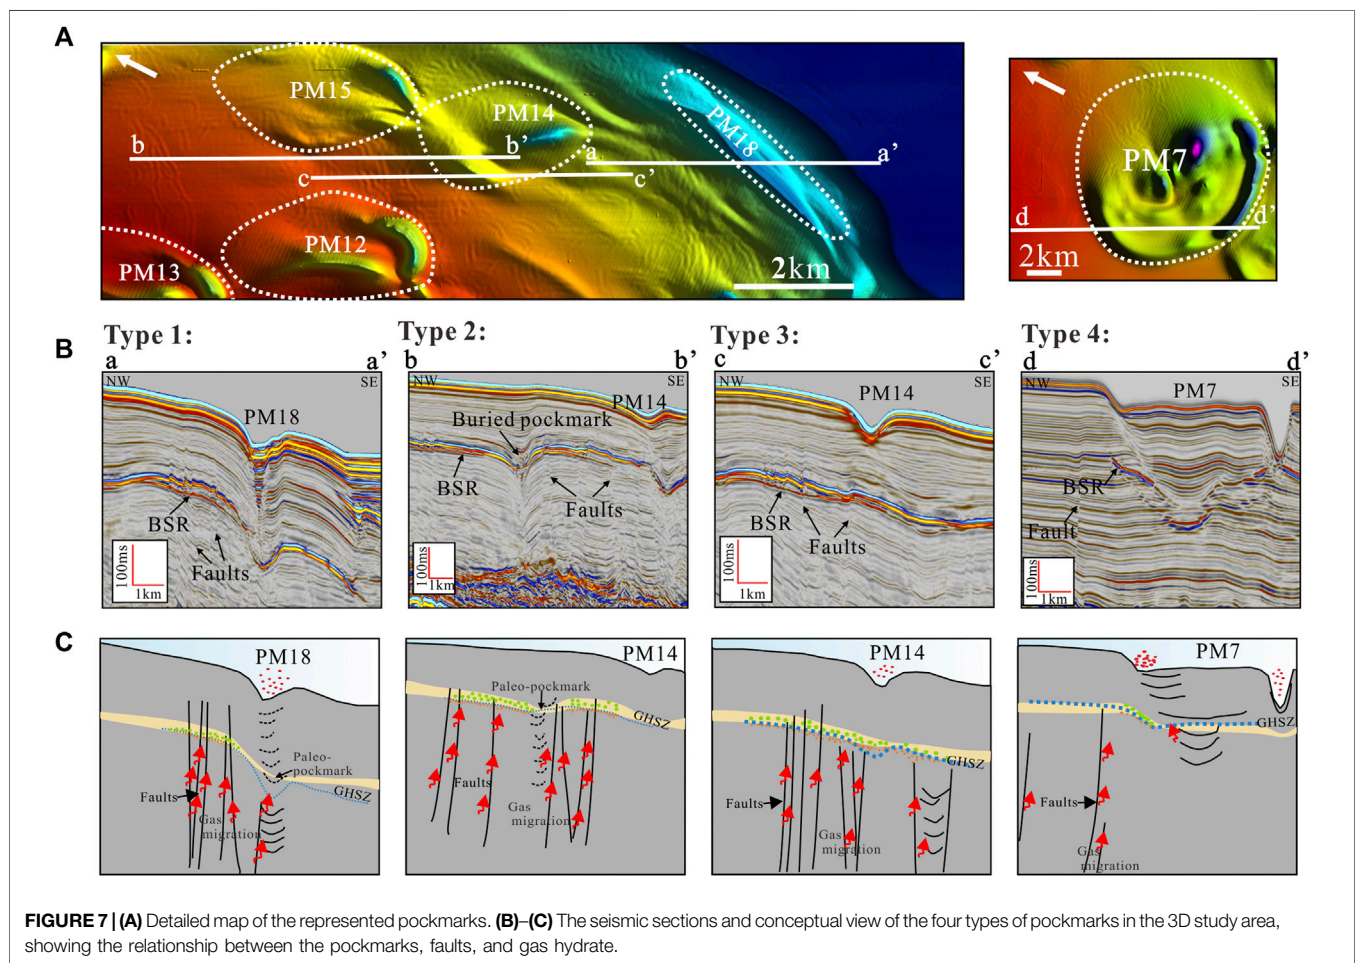 A
PM15
PM14
PM18
b
b’
a
a’
c
c’
PM12
PM13
2km
PM7
d
d’
2km
B
Type 1:
Type 2:
Type 3:
Type 4:
a
a’
b
b’
c
c’
d
d’
NW
SE
PM18
BSR
Faults
100ms
1km
NW
SE
PM14
Buried pockmark
BSR
Faults
100ms
1km
NW
SE
PM14
BSR
Faults
100ms
1km
NW
SE
PM7
BSR
Fault
100ms
1km
C
PM18
Paleo-
pockmark
GHSZ
Faults
Gas
migration
PM14
Paleo-pockmark
GHSZ
Faults
Gas
migration
PM14
GHSZ
Faults
Gas
migration
PM7
GHSZ
Faults
Gas
migration
FIGURE 7 | (A) Detailed map of the represented pockmarks. (B)–(C) The seismic sections and conceptual view of the four types of pockmarks in the 3D study area,
showing the relationship between the pockmarks, faults, and gas hydrate.